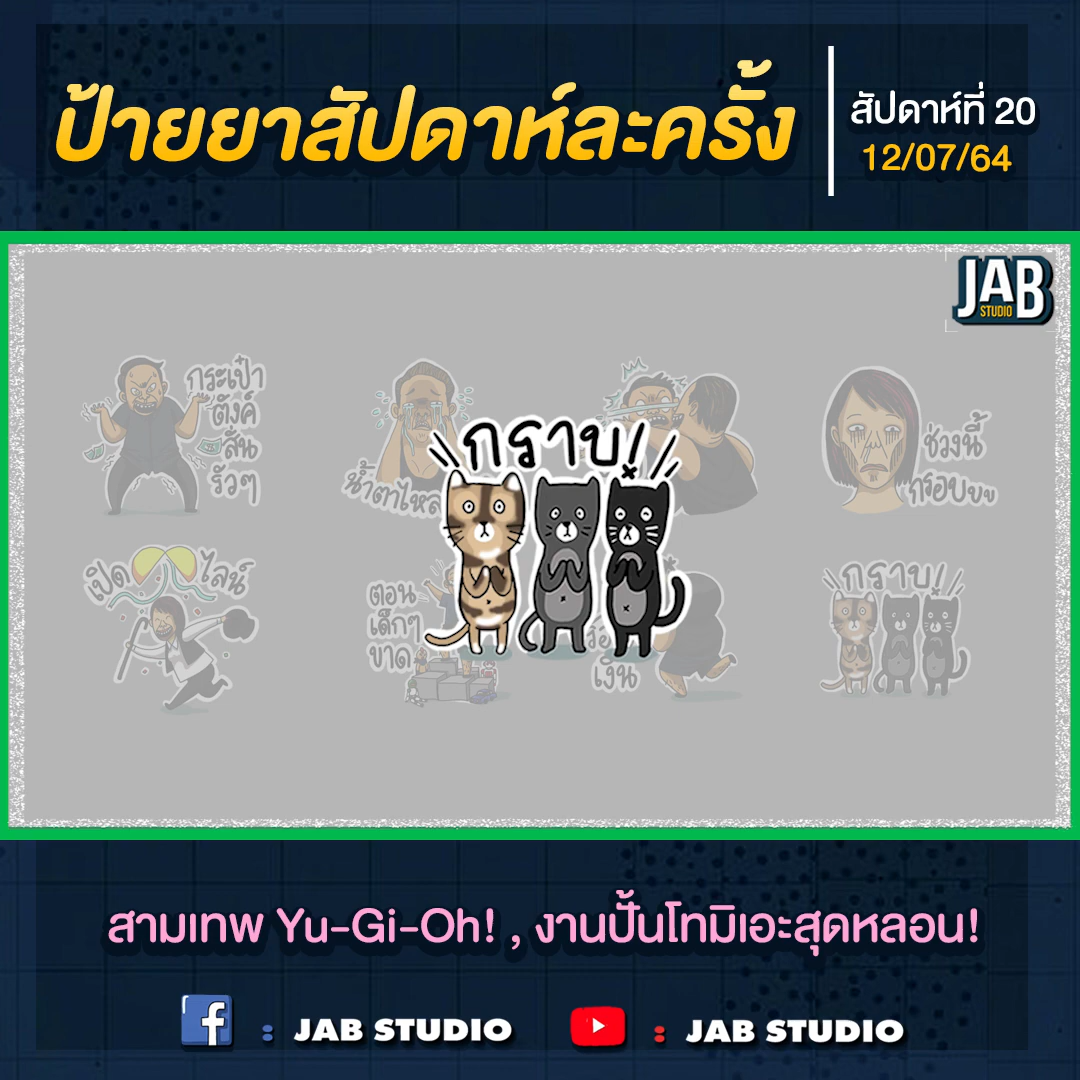 ป้ายยาสัปดาห์ละครั้ง
สัปดาห์ที่ 20
12/07/64
JAB
STUDIO
กระเป๋า
ตังค์
สั่น
รัวๆ
น้ำตาไหล
ช่วงนี้
กรอบบบ
กราบ!
เปิด ไลน์
ตอน
เด็กๆ
ขาด
เงิน
กราบ!
สามเทพ Yu-Gi-Oh! , งานปั้นโทมิเอะสุดหลอน!
: JAB STUDIO
: JAB STUDIO